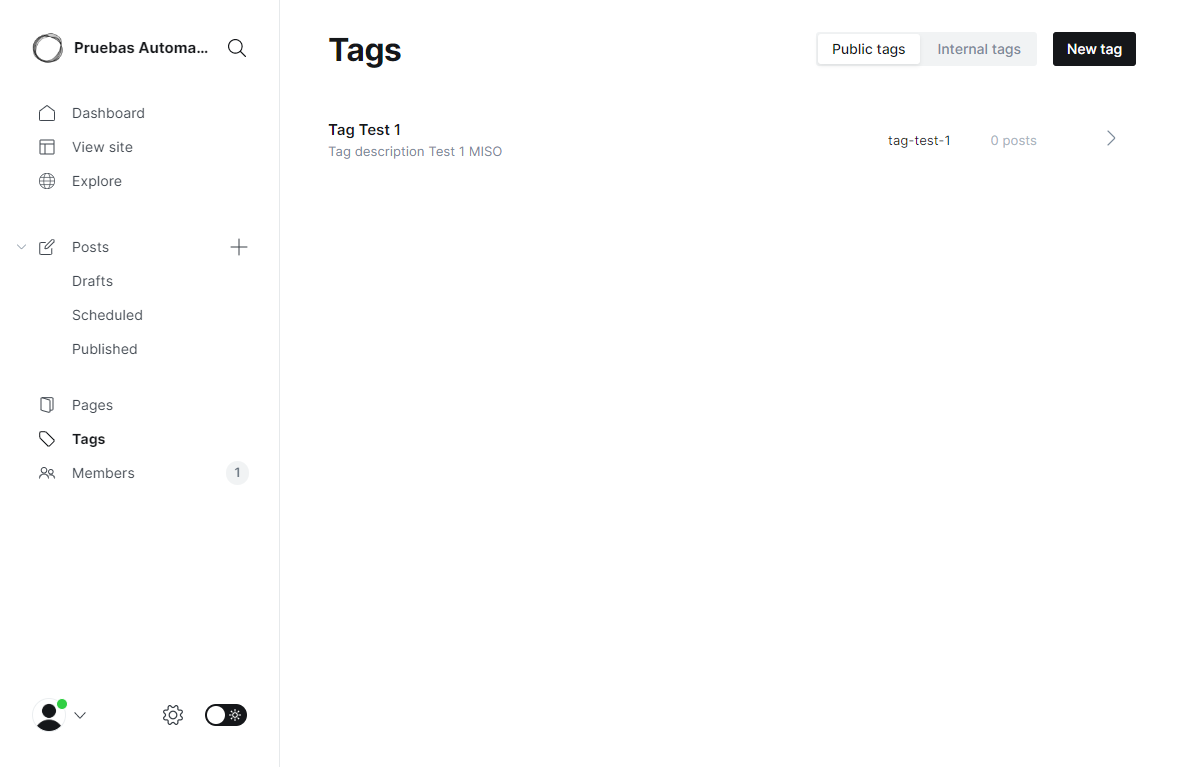 Pruebas Automa...
Dashboard
View site
Explore
Posts
Drafts
Scheduled
Published
Pages
Tags
Members 1
Tags
Public tags Internal tags New tag
Tag Test 1
Tag description Test 1 MISO
tag-test-1 0 posts